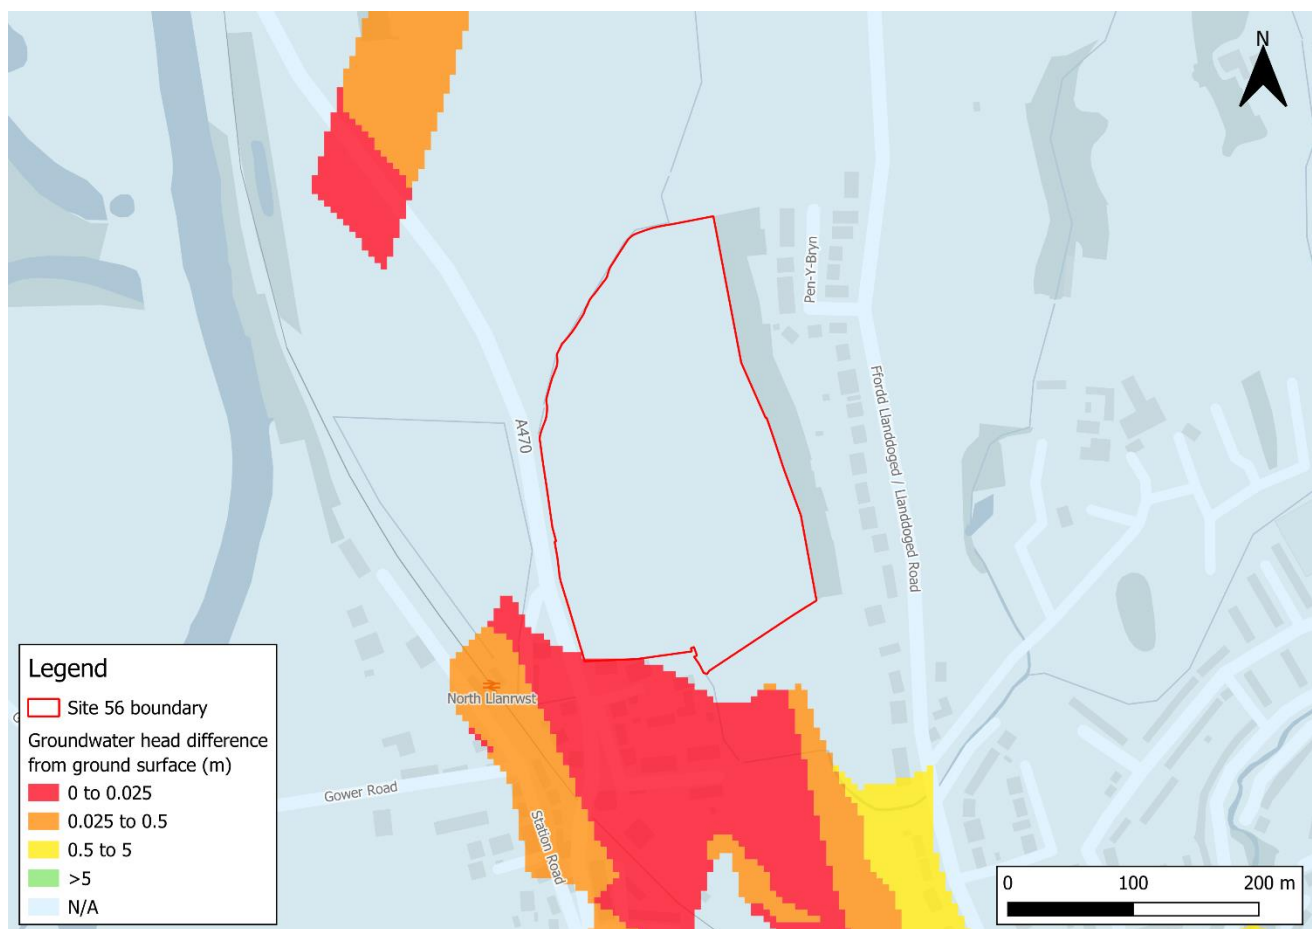 N
Pen-Y-Bryn
Ffordd Llanddoged / Llanddoged Road
A470
North Llanrwst
Gower Road
Station Road
Legend
Site 56 boundary
Groundwater head difference
from ground surface (m)
0 to 0.025
0.025 to 0.5
0.5 to 5
>5
N/A
0 100 200 m